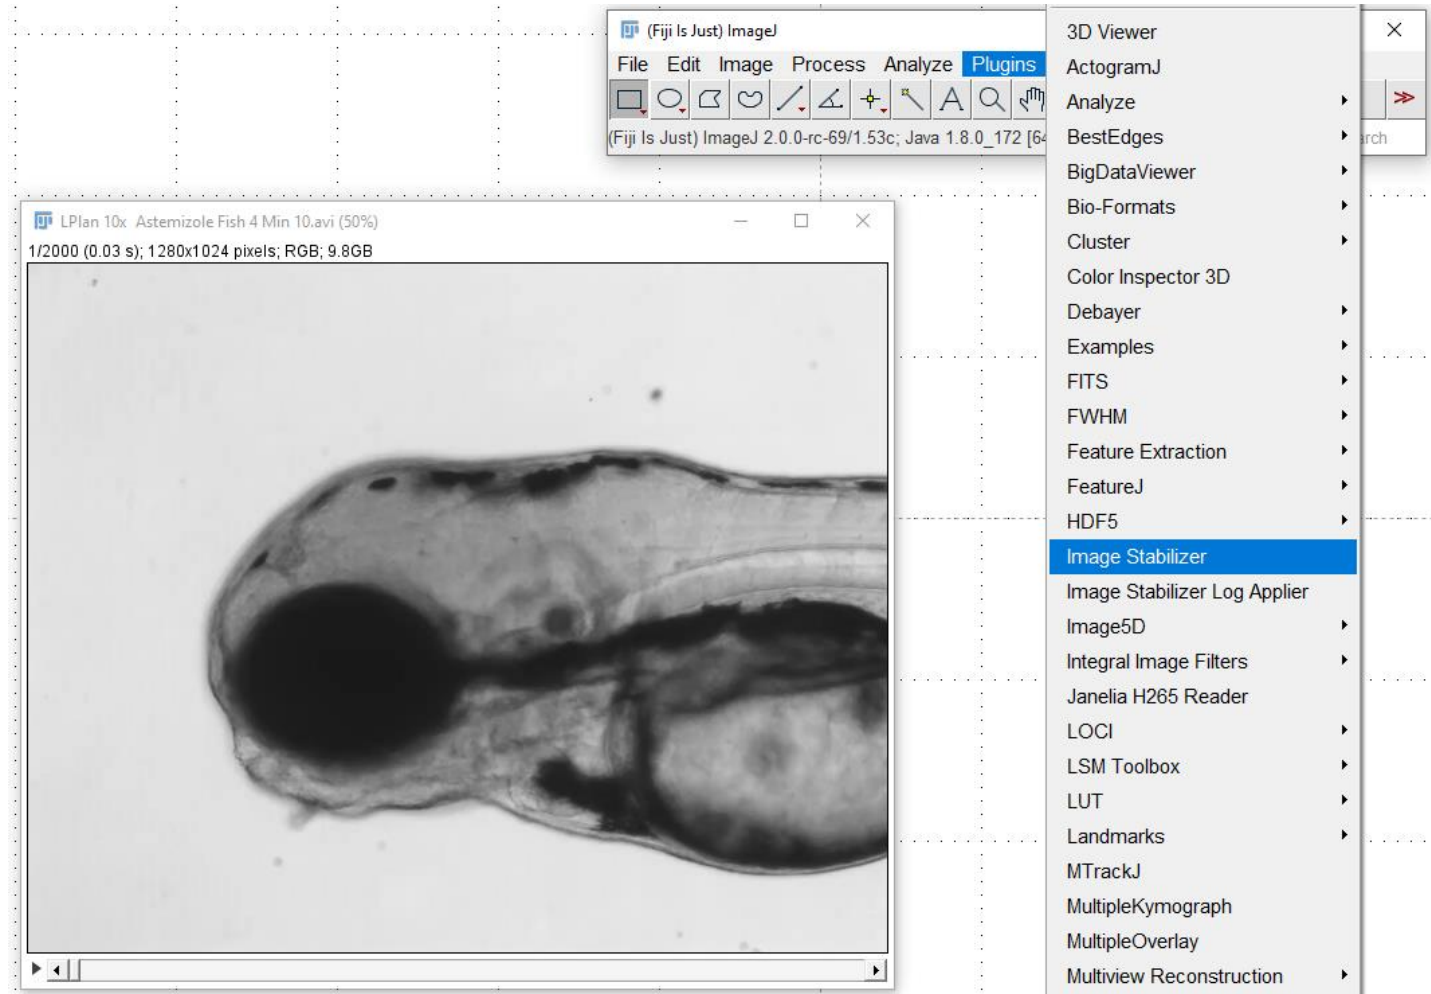 (Fiji Is Just) ImageJ
File Edit Image Process Analyze Plugins
(Fiji Is Just) ImageJ 2.0.0-rc-69/1.53c; Java 1.8.0_172 [64
LPlan 10x Astemizole Fish 4 Min 10.avi (50%)
1/2000 (0.03 s); 1280x1024 pixels; RGB; 9.8GB
3D Viewer
ActogramJ
Analyze
BestEdges
BigDataViewer
Bio-Formats
Cluster
Color Inspector 3D
Debayer
Examples
FITS
FWHM
Feature Extraction
FeatureJ
HDF5
Image Stabilizer
Image Stabilizer Log Applier
Image5D
Integral Image Filters
Janelia H265 Reader
LOCI
LSM Toolbox
LUT
Landmarks
MTrackJ
MultipleKymograph
MultipleOverlay
Multiview Reconstruction